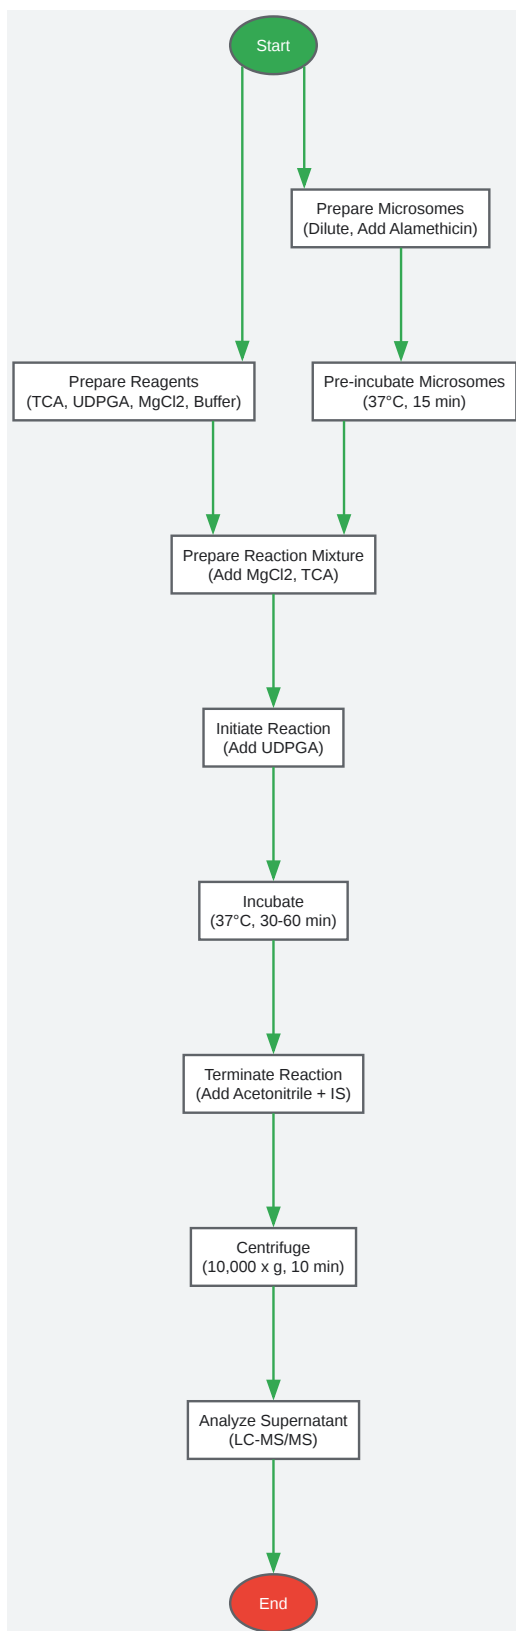 Start
Prepare Microsomes
(Dilute, Add Alamethicin)
Prepare Reagents
(TCA, UDPGA, MgCl2, Buffer)
Pre-incubate Microsomes
(37°C, 15 min)
Prepare Reaction Mixture
(Add MgCl2, TCA)
Initiate Reaction
(Add UDPGA)
Incubate
(37°C, 30-60 min)
Terminate Reaction
(Add Acetonitrile + IS)
Centrifuge
(10,000 x g, 10 min)
Analyze Supernatant
(LC-MS/MS)
End